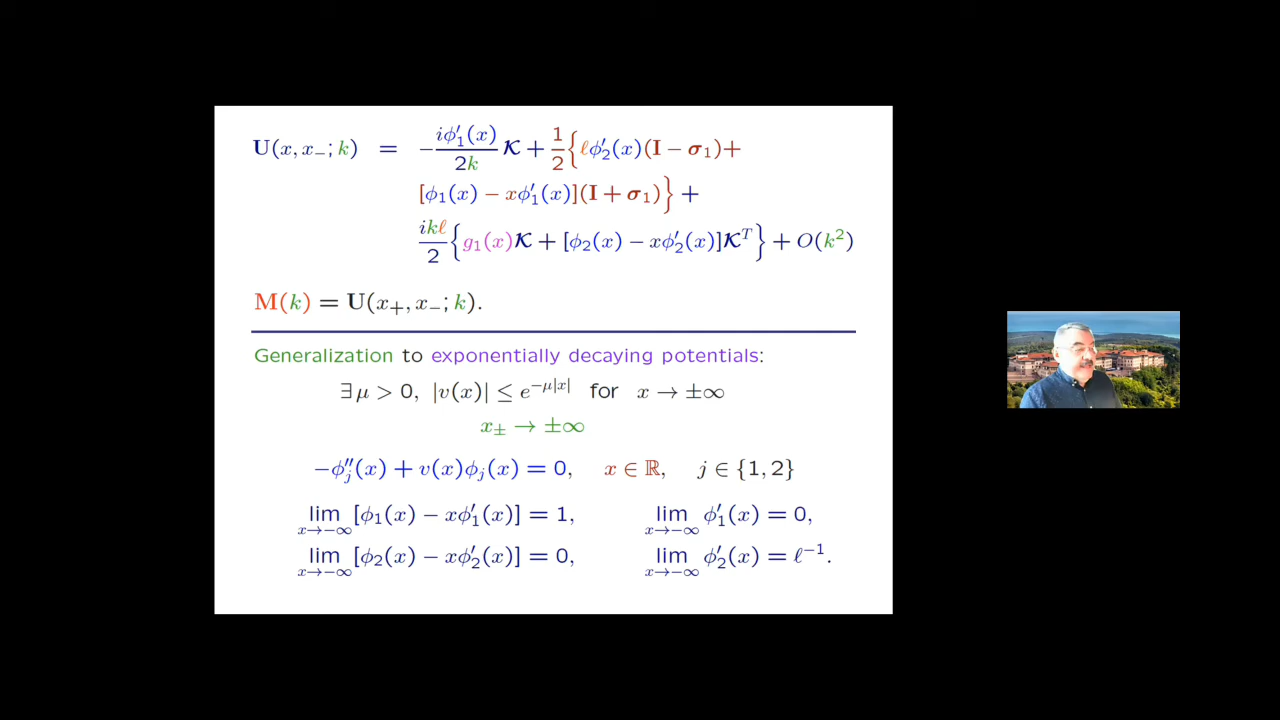 U(x, x₋; k) = −iϕ′₁(x)/2k 𝒦 + 1/2{ℓϕ′₂(x)(I − σ₁)+
[ϕ₁(x) − xϕ′₁(x)](I + σ₁)} +
ikℓ/2 {g₁(x)𝒦 + [ϕ₂(x) − xϕ′₂(x)]𝒦ᵀ} + O(k²)
M(k) = U(x₊, x₋; k).
Generalization to exponentially decaying potentials:
∃ μ > 0, |v(x)| ≤ e^{−μ|x|} for x → ±∞
x± → ±∞
−ϕ″ⱼ(x) + v(x)ϕⱼ(x) = 0, x ∈ ℝ, j ∈ {1, 2}
lim_{x→−∞} [ϕ₁(x) − xϕ′₁(x)] = 1, lim_{x→−∞} ϕ′₁(x) = 0,
lim_{x→−∞} [ϕ₂(x) − xϕ′₂(x)] = 0, lim_{x→−∞} ϕ′₂(x) = ℓ⁻¹.